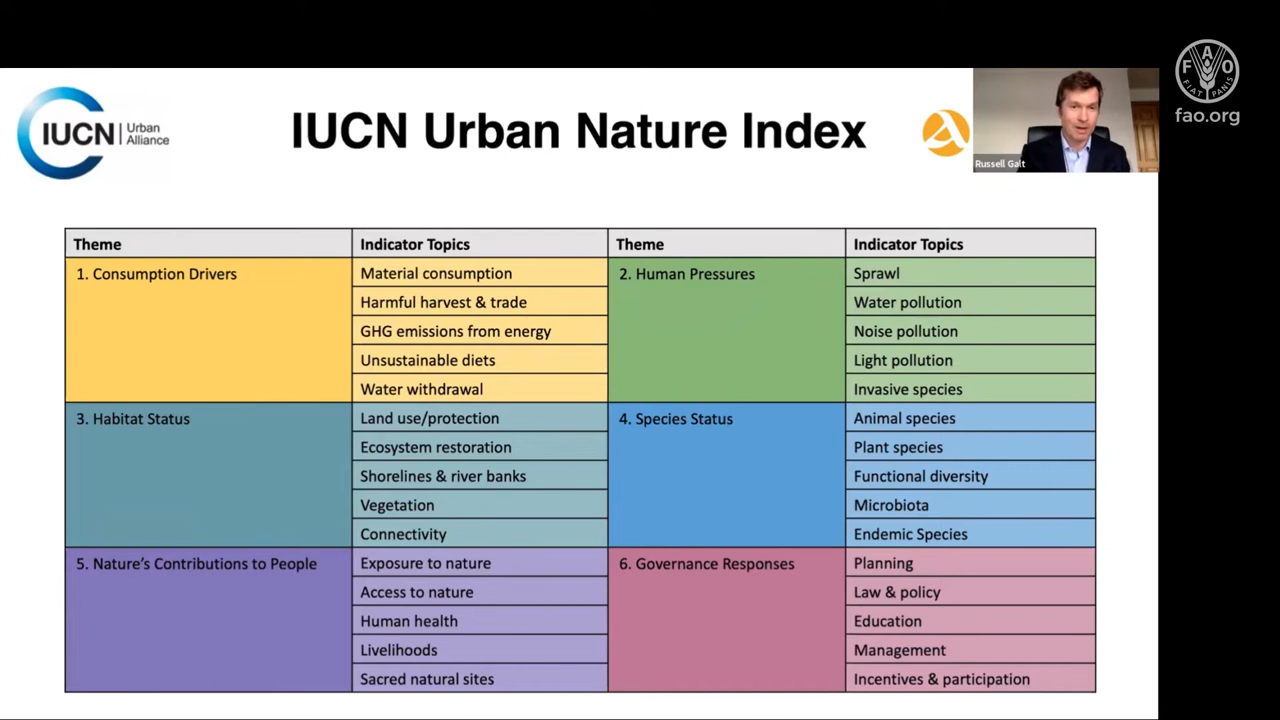 IUCN Urban Nature Index
IUCN
Urban
Alliance
Russell Galt
FAO
FIAT PANIS
fao.org
Theme
Indicator Topics
Theme
Indicator Topics
1. Consumption Drivers
Material consumption
Harmful harvest & trade
GHG emissions from energy
Unsustainable diets
Water withdrawal
2. Human Pressures
Sprawl
Water pollution
Noise pollution
Light pollution
Invasive species
3. Habitat Status
Land use/protection
Ecosystem restoration
Shorelines & river banks
Vegetation
Connectivity
4. Species Status
Animal species
Plant species
Functional diversity
Microbiota
Endemic Species
5. Nature’s Contributions to People
Exposure to nature
Access to nature
Human health
Livelihoods
Sacred natural sites
6. Governance Responses
Planning
Law & policy
Education
Management
Incentives & participation